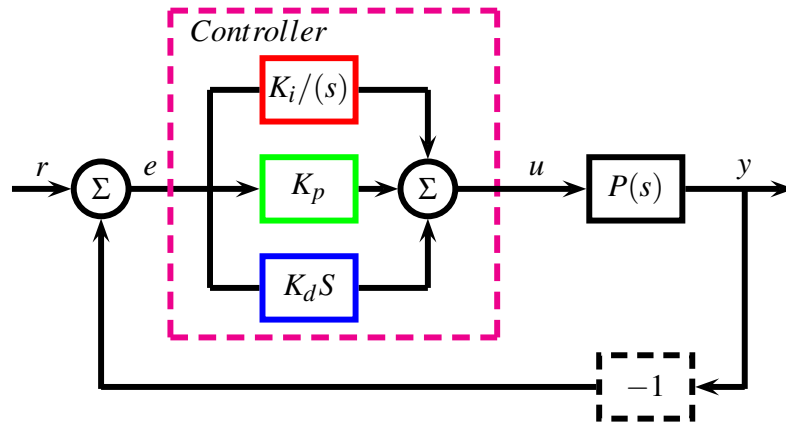 Controller
K_i/(s)
r
Σ
e
K_p
Σ
u
P(s)
y
K_dS
−1